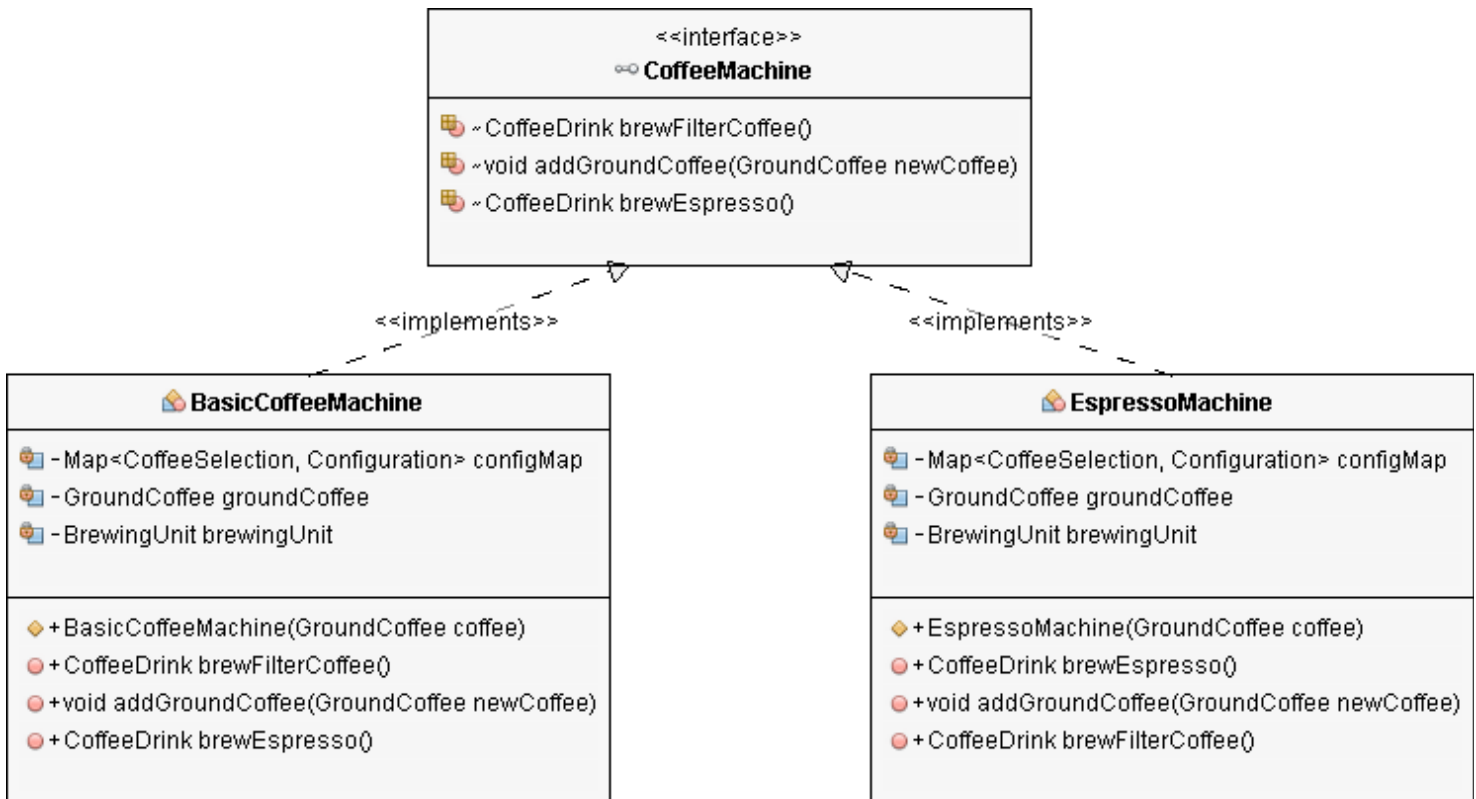 <<interface>>
CoffeeMachine
~CoffeeDrink brewFilterCoffee()
~void addGroundCoffee(GroundCoffee newCoffee)
~CoffeeDrink brewEspresso()
<<implements>>
<<implements>>
BasicCoffeeMachine
-Map<CoffeeSelection, Configuration> configMap
-GroundCoffee groundCoffee
-BrewingUnit brewingUnit
+BasicCoffeeMachine(GroundCoffee coffee)
+CoffeeDrink brewFilterCoffee()
+void addGroundCoffee(GroundCoffee newCoffee)
+CoffeeDrink brewEspresso()
EspressoMachine
-Map<CoffeeSelection, Configuration> configMap
-GroundCoffee groundCoffee
-BrewingUnit brewingUnit
+EspressoMachine(GroundCoffee coffee)
+CoffeeDrink brewEspresso()
+void addGroundCoffee(GroundCoffee newCoffee)
+CoffeeDrink brewFilterCoffee()